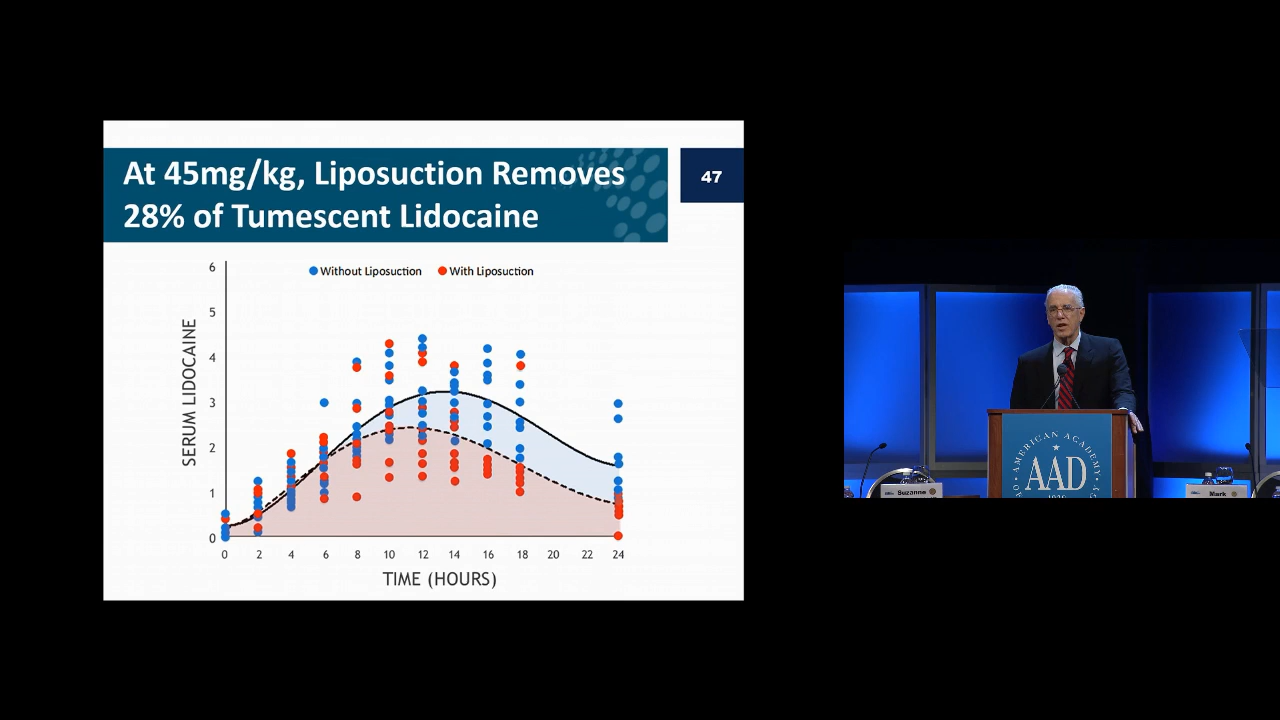 At 45mg/kg, Liposuction Removes
28% of Tumescent Lidocaine
47
Without Liposuction
With Liposuction
SERUM LIDOCAINE
6
5
4
3
2
1
0
0 2 4 6 8 10 12 14 16 18 20 22 24
TIME (HOURS)
AMERICAN ACADEMY
AAD
Suzanne
Mark